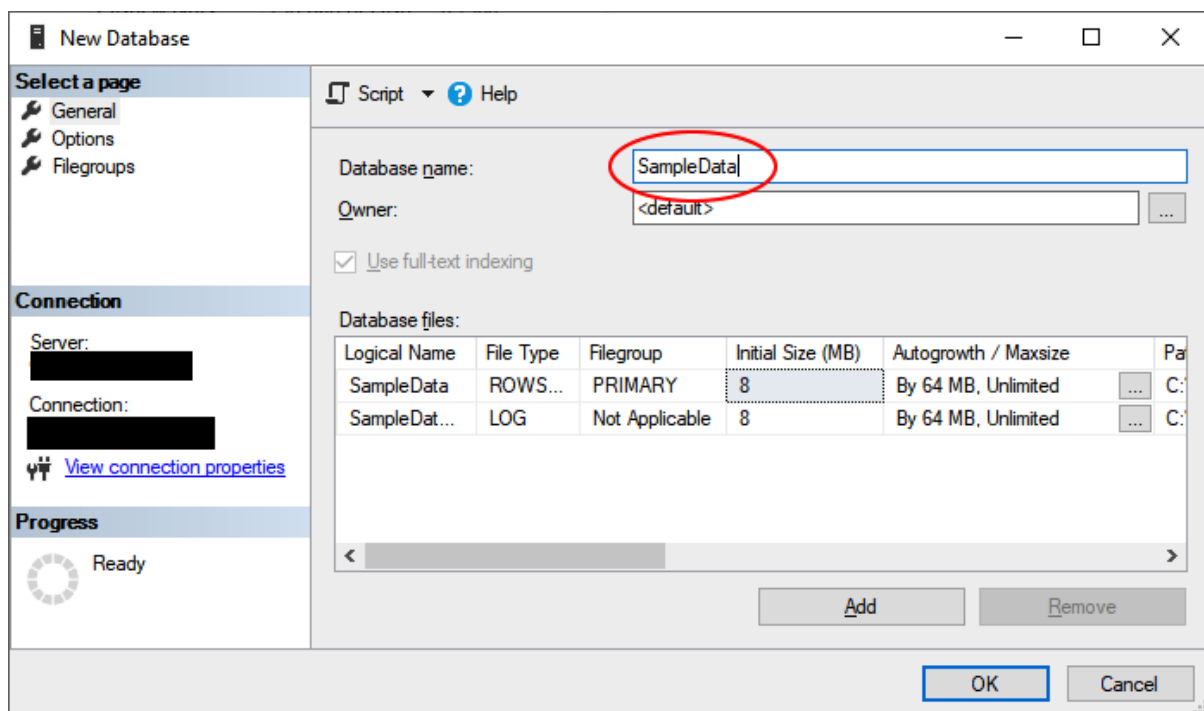 New Database
Select a page
General
Options
Filegroups
Script
Help
Database name:
SampleData
Owner:
<default>
...
Use full-text indexing
Connection
Server:
Connection:
View connection properties
Progress
Ready
Database files:
Logical Name File Type Filegroup Initial Size (MB) Autogrowth / Maxsize Pat
SampleData ROWS... PRIMARY 8 By 64 MB, Unlimited ... C:\
SampleDat... LOG Not Applicable 8 By 64 MB, Unlimited ... C:\
Add
Remove
OK
Cancel